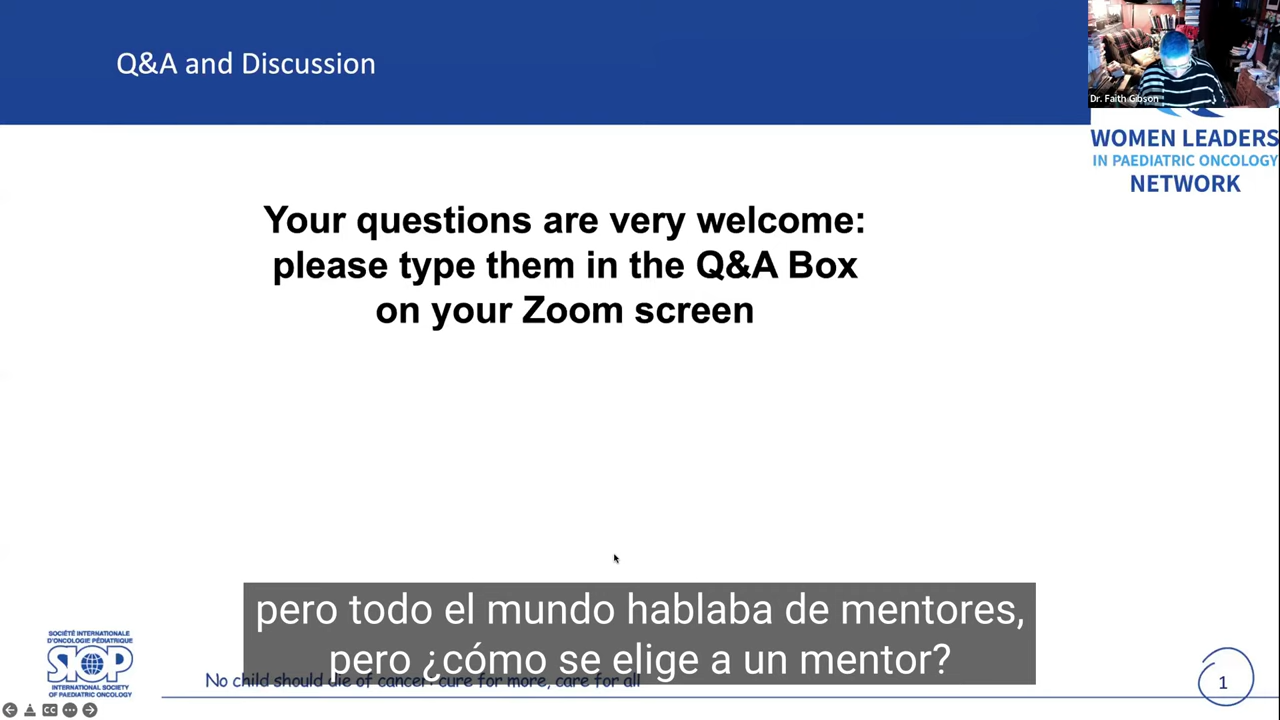 Q&A and Discussion
Dr. Faith Gibson
WOMEN LEADERS
IN PAEDIATRIC ONCOLOGY
NETWORK
Your questions are very welcome:
please type them in the Q&A Box
on your Zoom screen
pero todo el mundo hablaba de mentores,
pero ¿cómo se elige a un mentor?
SOCIÉTÉ INTERNATIONALE
D'ONCOLOGIE PÉDIATRIQUE
SIOP
INTERNATIONAL SOCIETY
OF PAEDIATRIC ONCOLOGY
No child should die of cancer: cure for more, care for all
1
CC